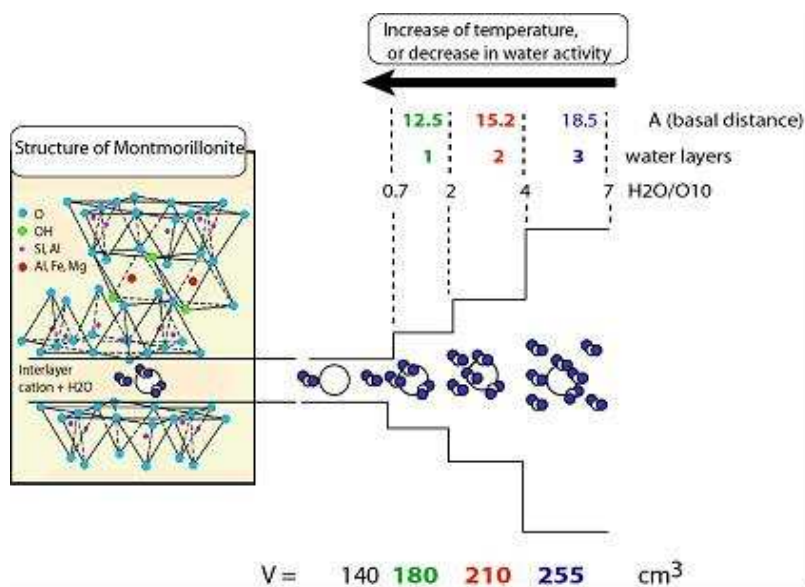 Increase of temperature,
or decrease in water activity
12.5 15.2 18.5 A (basal distance)
1 2 3 water layers
0.7 2 4 7 H2O/O10
Structure of Montmorillonite
O
OH
Si, Al
Al, Fe, Mg
Interlayer
cation + H2O
V = 140 180 210 255 cm³